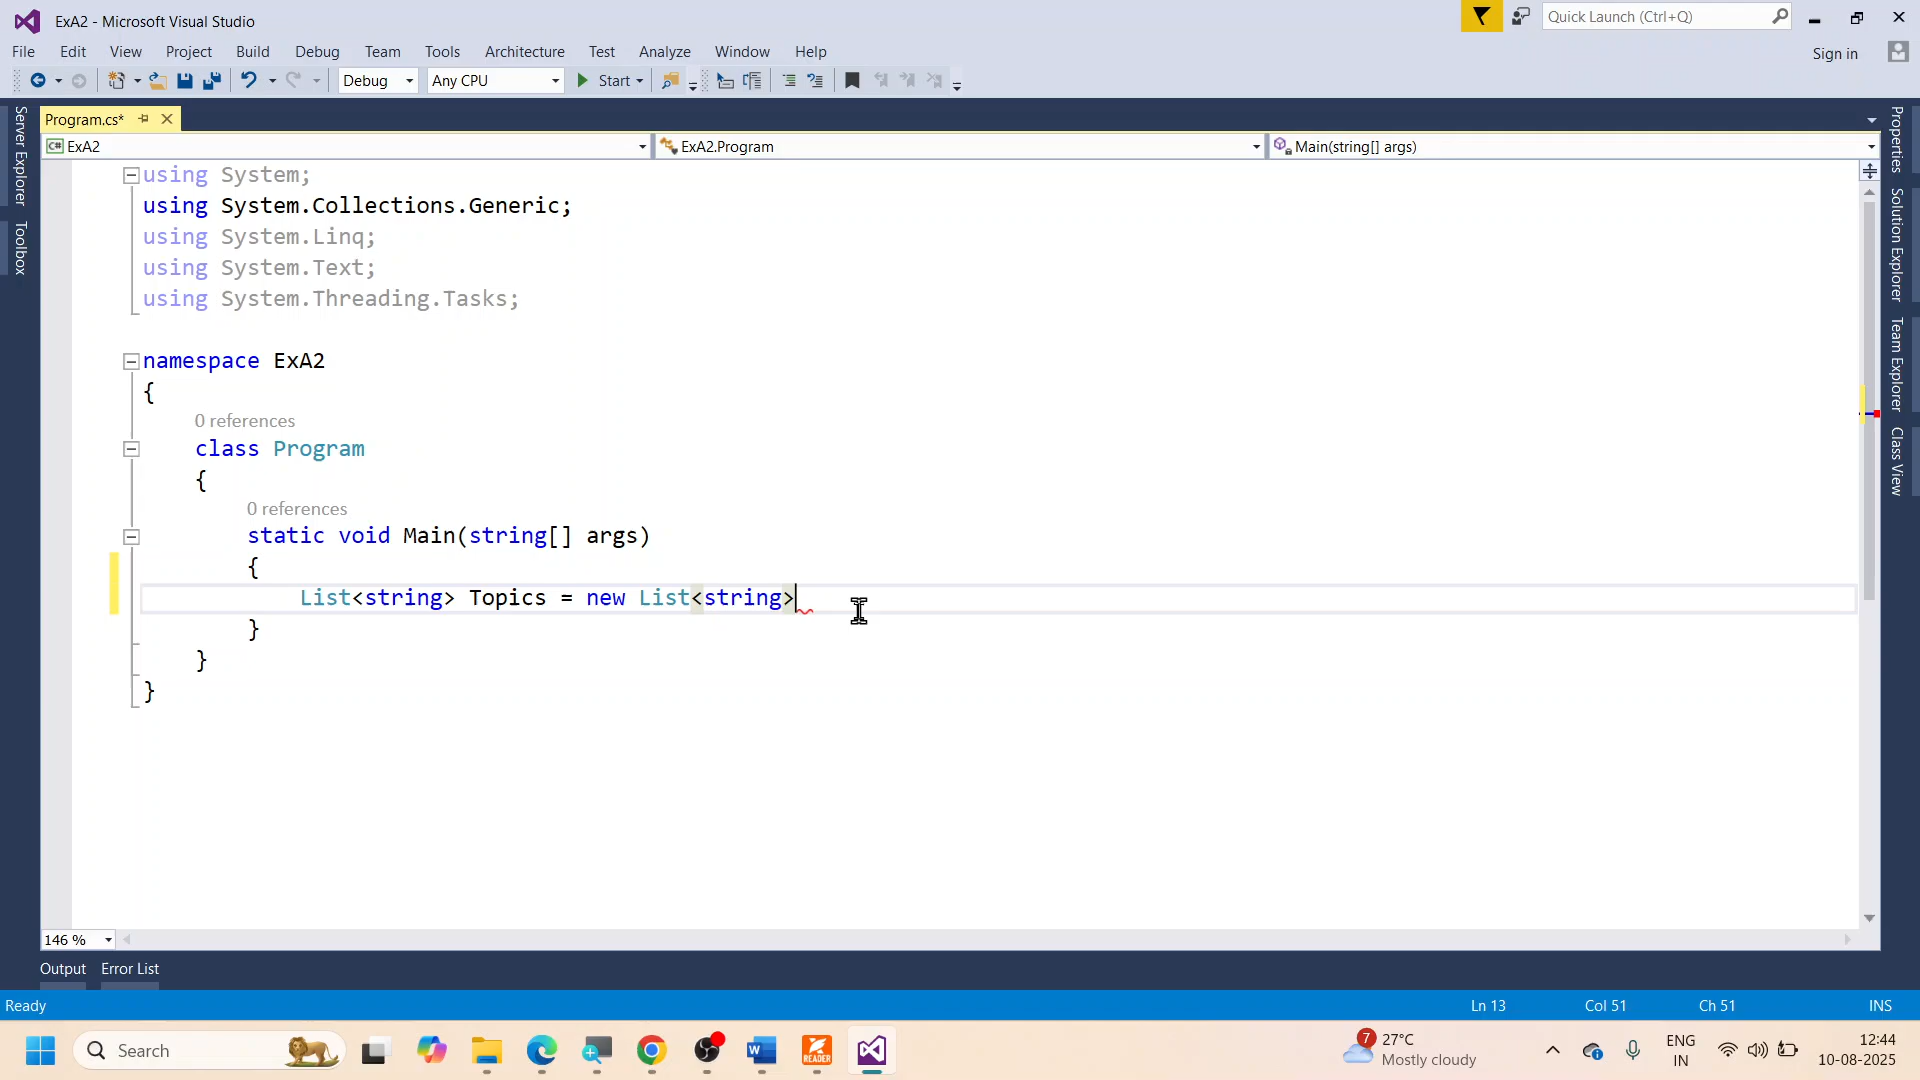 ExA2 - Microsoft Visual Studio
Quick Launch (Ctrl+Q)
File Edit View Project Build Debug Team Tools Architecture Test Analyze Window Help
Sign in
Debug Any CPU Start
Program.cs*
ExA2 ExA2.Program Main(string[] args)
Server Explorer
Toolbox
Properties
Solution Explorer
Team Explorer
Class View
using System;
using System.Collections.Generic;
using System.Linq;
using System.Text;
using System.Threading.Tasks;
namespace ExA2
{
0 references
class Program
{
0 references
static void Main(string[] args)
{
List<string> Topics = new List<string>
}
}
}
146 %
Output Error List
Ready Ln 13 Col 51 Ch 51 INS
Search
READER
7
27°C
Mostly cloudy
ENG
IN
12:44
10-08-2025